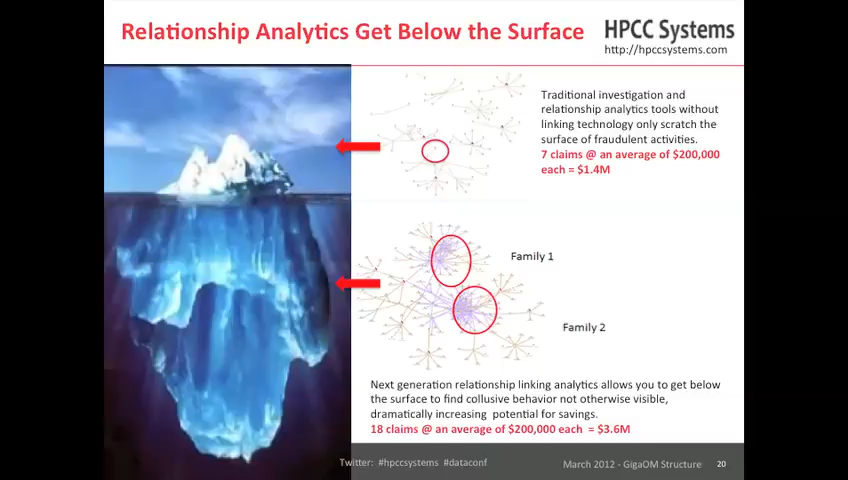 Relationship Analytics Get Below the Surface
HPCC Systems
http://hpccsystems.com
Traditional investigation and
relationship analytics tools without
linking technology only scratch the
surface of fraudulent activities.
7 claims @ an average of $200,000
each = $1.4M
Family 1
Family 2
Next generation relationship linking analytics allows you to get below
the surface to find collusive behavior not otherwise visible,
dramatically increasing potential for savings.
18 claims @ an average of $200,000 each = $3.6M
Twitter: #hpccsystems #dataconf
March 2012 - GigaOM Structure
20